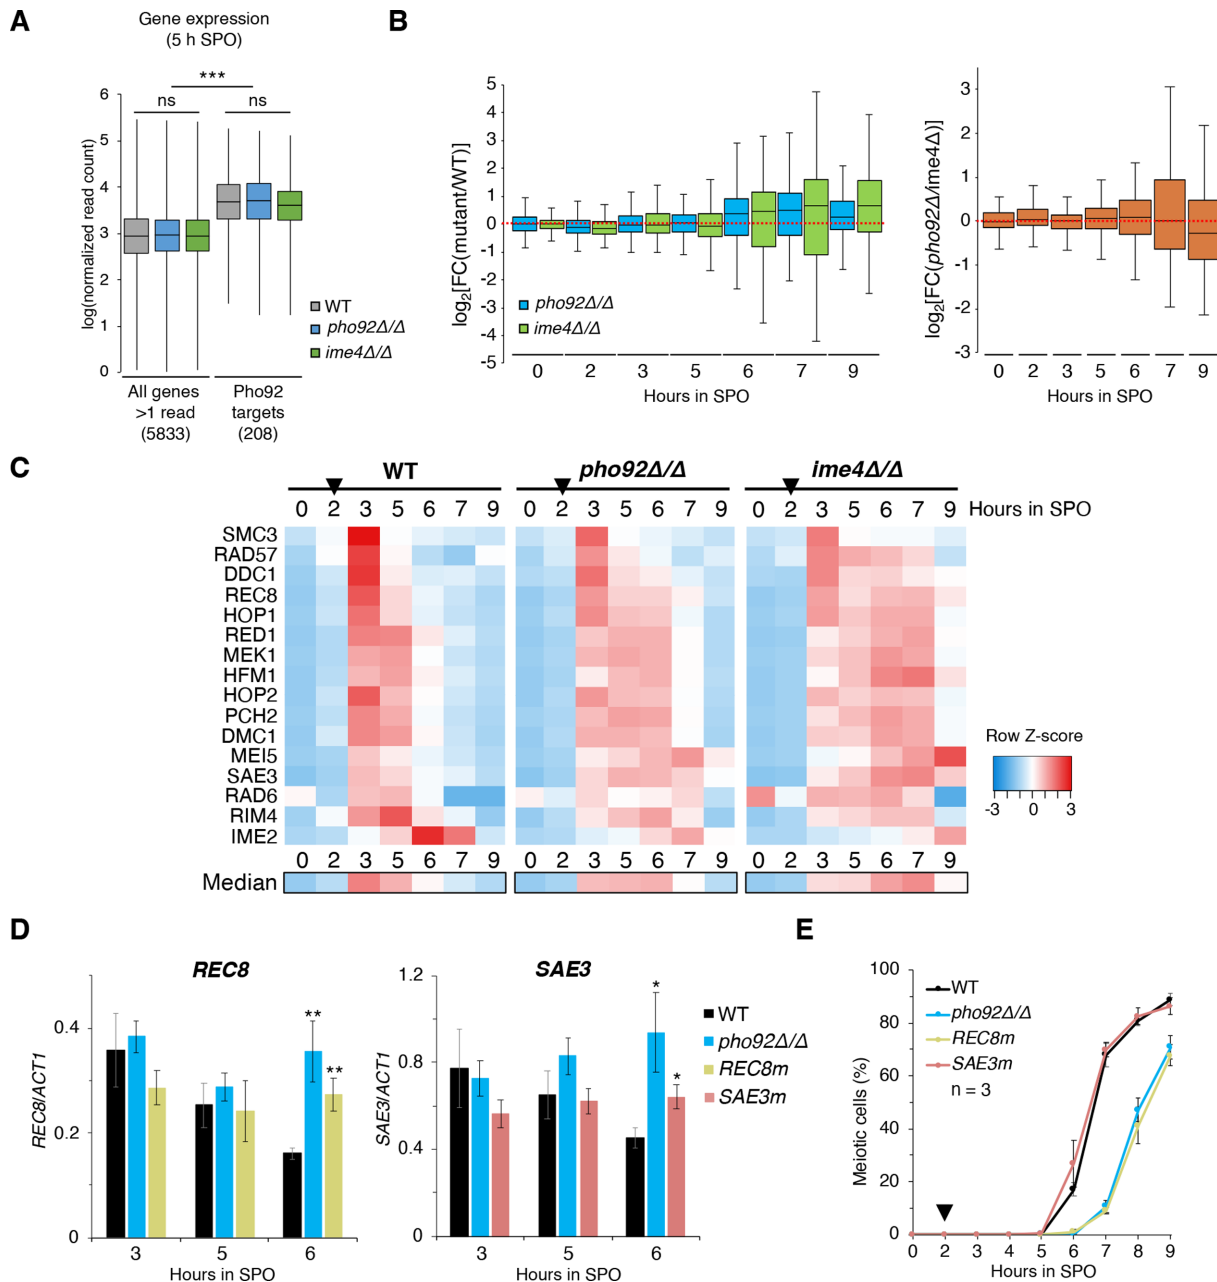 A
Gene expression
(5 h SPO)
***
ns
ns
log(normalized read count)
6
5
4
3
2
1
0
WT
pho92Δ/Δ
ime4Δ/Δ
All genes
>1 read
(5833)
Pho92
targets
(208)
B
log2[FC(mutant/WT)]
5
4
3
2
1
0
-1
-2
-3
-4
-5
pho92Δ/Δ
ime4Δ/Δ
0 2 3 5 6 7 9
Hours in SPO
log2[FC(pho92Δ/ime4Δ)]
3
2
1
0
-1
-2
-3
0 2 3 5 6 7 9
Hours in SPO
C
WT
pho92Δ/Δ
ime4Δ/Δ
0 2 3 5 6 7 9 0 2 3 5 6 7 9 0 2 3 5 6 7 9 Hours in SPO
SMC3
RAD57
DDC1
REC8
HOP1
RED1
MEK1
HFM1
HOP2
PCH2
DMC1
MEI5
SAE3
RAD6
RIM4
IME2
0 2 3 5 6 7 9 0 2 3 5 6 7 9 0 2 3 5 6 7 9
Median
Row Z-score
-3 0 3
D
REC8
REC8/ACT1
0.4
0.2
0
**
**
3 5 6
Hours in SPO
SAE3
SAE3/ACT1
1.2
0.8
0.4
0
*
*
3 5 6
Hours in SPO
WT
pho92Δ/Δ
REC8m
SAE3m
E
Meiotic cells (%)
100
80
60
40
20
0
WT
pho92Δ/Δ
REC8m
SAE3m
n = 3
0 2 3 4 5 6 7 8 9
Hours in SPO